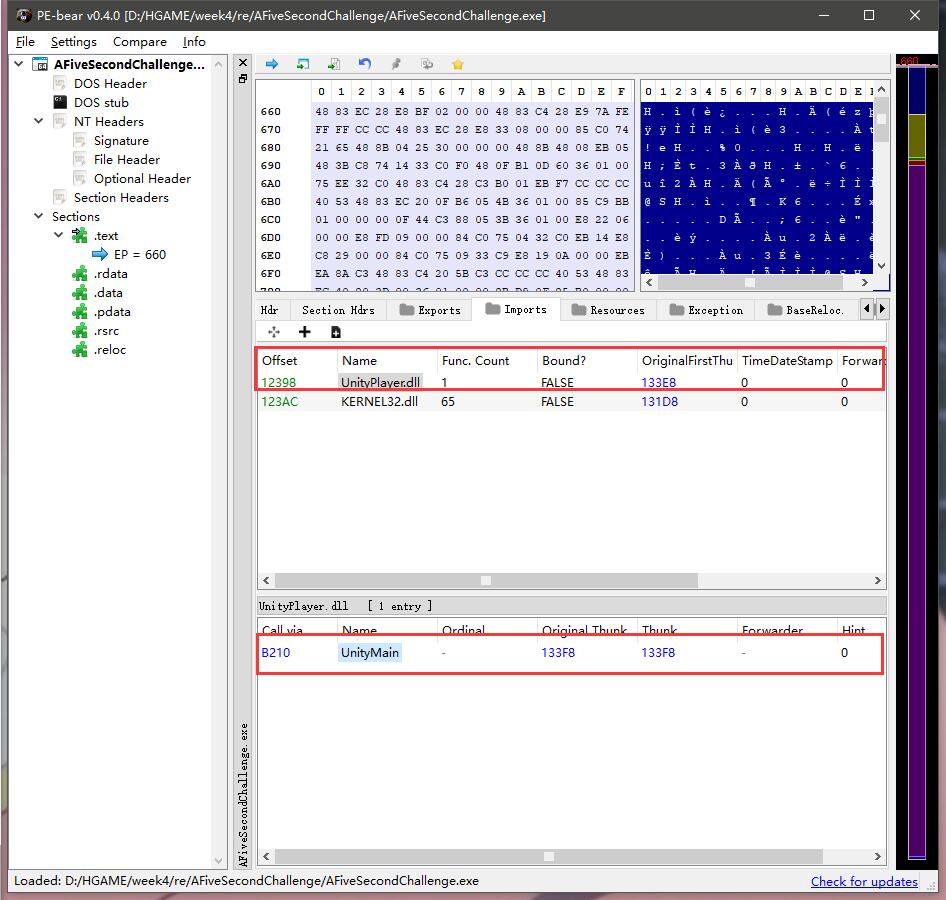 PE-bear v0.4.0 [D:/HGAME/week4/re/AFiveSecondChallenge/AFiveSecondChallenge.exe]
File Settings Compare Info
AFiveSecondChallenge...
DOS Header
DOS stub
NT Headers
Signature
File Header
Optional Header
Section Headers
Sections
.text
EP = 660
.rdata
.data
.pdata
.rsrc
.reloc
0 1 2 3 4 5 6 7 8 9 A B C D E F
660 48 83 EC 28 E8 BF 02 00 00 48 83 C4 28 E9 7A FE
670 FF FF CC CC 48 83 EC 28 E8 33 08 00 00 85 C0 74
680 21 65 48 8B 04 25 30 00 00 00 48 8B 48 08 EB 05
690 48 3B C8 74 14 33 C0 F0 48 0F B1 0D 60 36 01 00
6A0 75 EE 32 C0 48 83 C4 28 C3 B0 01 EB F7 CC CC CC
6B0 40 53 48 83 EC 20 0F B6 05 4B 36 01 00 85 C9 BB
6C0 01 00 00 00 0F 44 C3 88 05 3B 36 01 00 E8 22 06
6D0 00 00 E8 FD 09 00 00 84 C0 75 04 32 C0 EB 14 E8
6E0 C8 29 00 00 84 C0 75 09 33 C9 E8 19 0A 00 00 EB
6F0 EA 8A C3 48 83 C4 20 5B C3 CC CC CC 40 53 48 83
0 1 2 3 4 5 6 7 8 9 A B C D E
H . ì ( è ¿ . . . H . Ä ( é z þ
ÿ ÿ Ì Ì H . ì ( è 3 . . . . À t
! e H . . % 0 . . . H . H . ë
H ; È t . 3 À ð H . ± . ` 6 .
u î 2 À H . Ä ( Ã ° . ë ÷ Ì Ì Ì
@ S H . ì . ¶ . K 6 . . . É »
. . . . . D Ã . . ; 6 . . è " .
. . è ý . . . . À u . 2 À ë . è
È ) . . . À u . 3 É è . . . ë
660
Hdr Section Hdrs Exports Imports Resources Exception BaseReloc.
Offset Name Func. Count Bound? OriginalFirstThu TimeDateStamp Forward
12398 UnityPlayer.dll 1 FALSE 133E8 0 0
123AC KERNEL32.dll 65 FALSE 131D8 0 0
UnityPlayer.dll [ 1 entry ]
Call via Name Ordinal Original Thunk Thunk Forwarder Hint
B210 UnityMain - 133F8 133F8 - 0
AFiveSecondChallenge.exe
Loaded: D:/HGAME/week4/re/AFiveSecondChallenge/AFiveSecondChallenge.exe
Check for updates